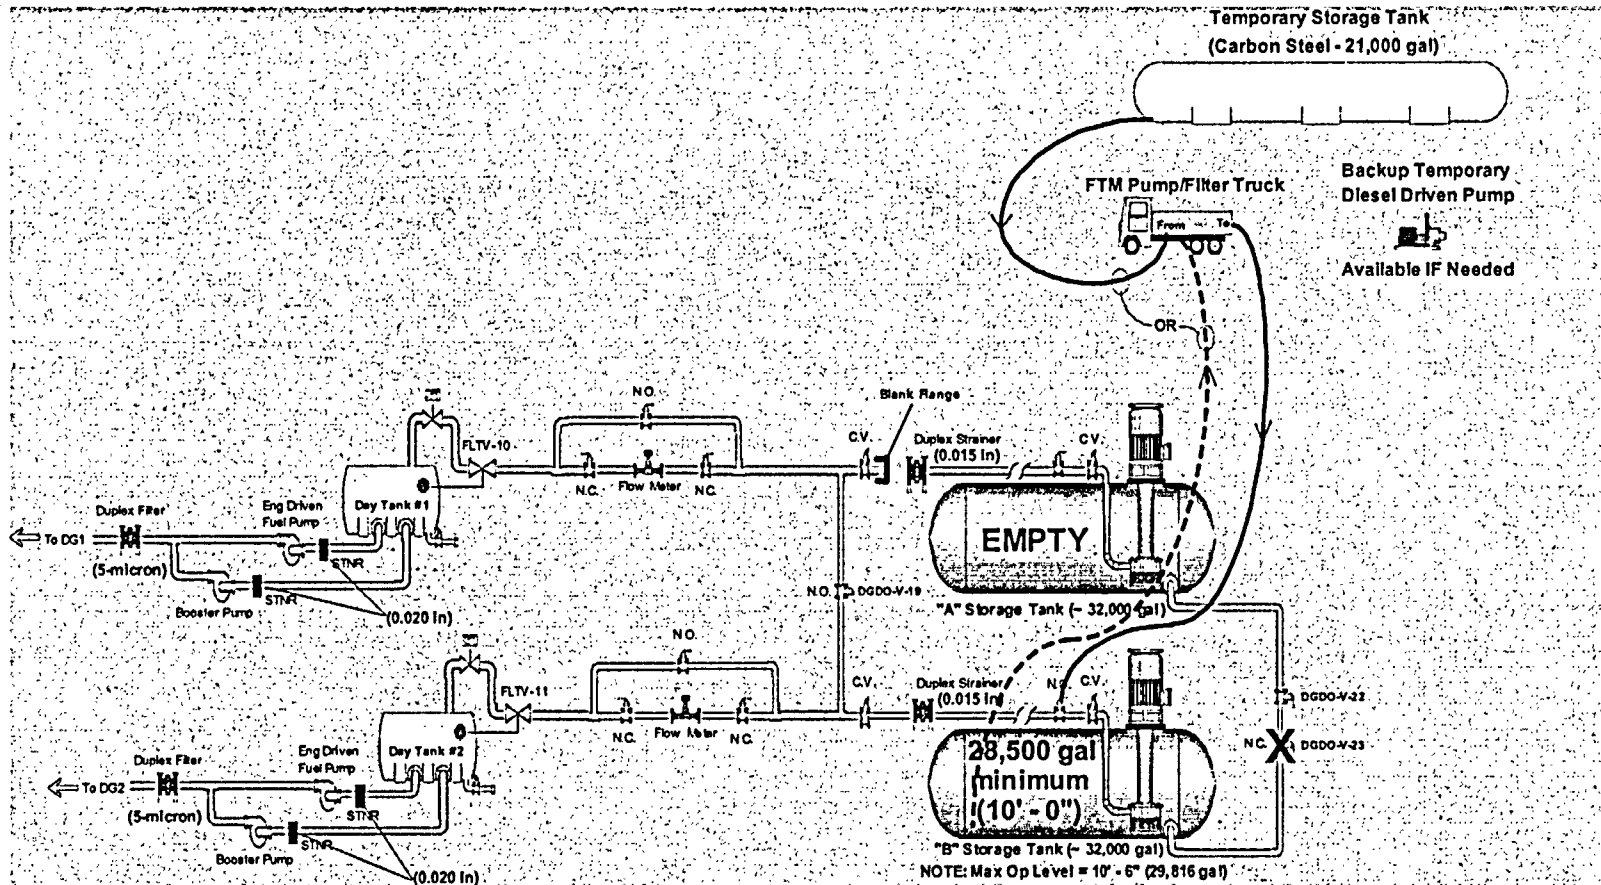 Temporary Storage Tank
(Carbon Steel - 21,000 gal)
Backup Temporary
Diesel Driven Pump
Available IF Needed
FTM Pump/Filter Truck
From
To
OR
N.O.
Blank Flange
FLTV-10
C.V.
Duplex Strainer
(0.015 in)
C.V.
N.C.
Flow Meter
N.C.
Day Tank #1
Eng Driven
Fuel Pump
Duplex Filter
To DG1
(5-micron)
STNR
Booster Pump
STNR
(0.020 in)
EMPTY
N.O.
DGDO-V-19
"A" Storage Tank (~ 32,000 gal)
N.O.
FLTV-11
C.V.
Duplex Strainer
(0.015 in)
C.V.
DGDO-V-22
N.C.
Flow Meter
N.C.
N.C.
DGDO-V-23
Day Tank #2
Eng Driven
Fuel Pump
Duplex Filter
To DG2
(5-micron)
STNR
Booster Pump
STNR
(0.020 in)
28,500 gal
minimum
(10' - 0")
"B" Storage Tank (~ 32,000 gal)
NOTE: Max Op Level = 10' - 6" (29,816 gal)